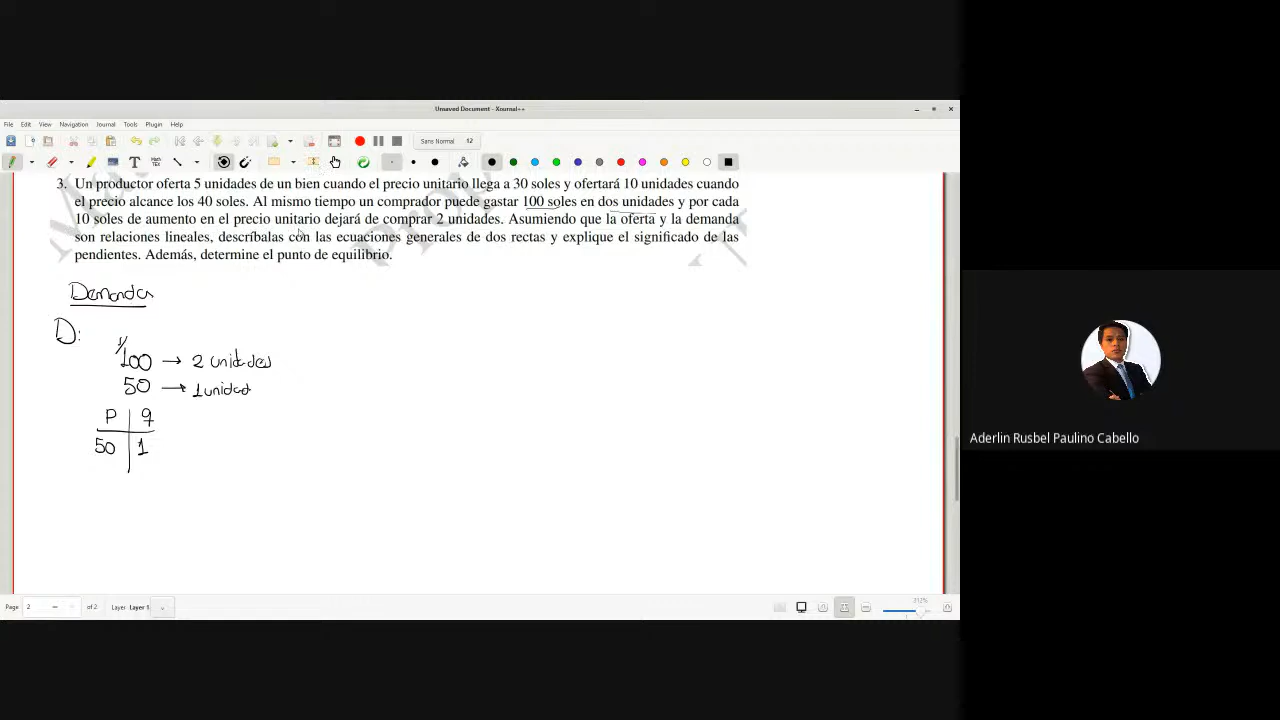 Unsaved Document - Xournal++
File Edit View Navigation Journal Tools Plugin Help
Sans Normal 12
3. Un productor oferta 5 unidades de un bien cuando el precio unitario llega a 30 soles y ofertará 10 unidades cuando
el precio alcance los 40 soles. Al mismo tiempo un comprador puede gastar 100 soles en dos unidades y por cada
10 soles de aumento en el precio unitario dejará de comprar 2 unidades. Asumiendo que la oferta y la demanda
son relaciones lineales, descríbalas con las ecuaciones generales de dos rectas y explique el significado de las
pendientes. Además, determine el punto de equilibrio.
Demanda
D:
100 → 2 unidades
50 → 1 unidad
P q
50 1
Aderlin Rusbel Paulino Cabello
Page 2 of 2 Layer Layer 1
212%